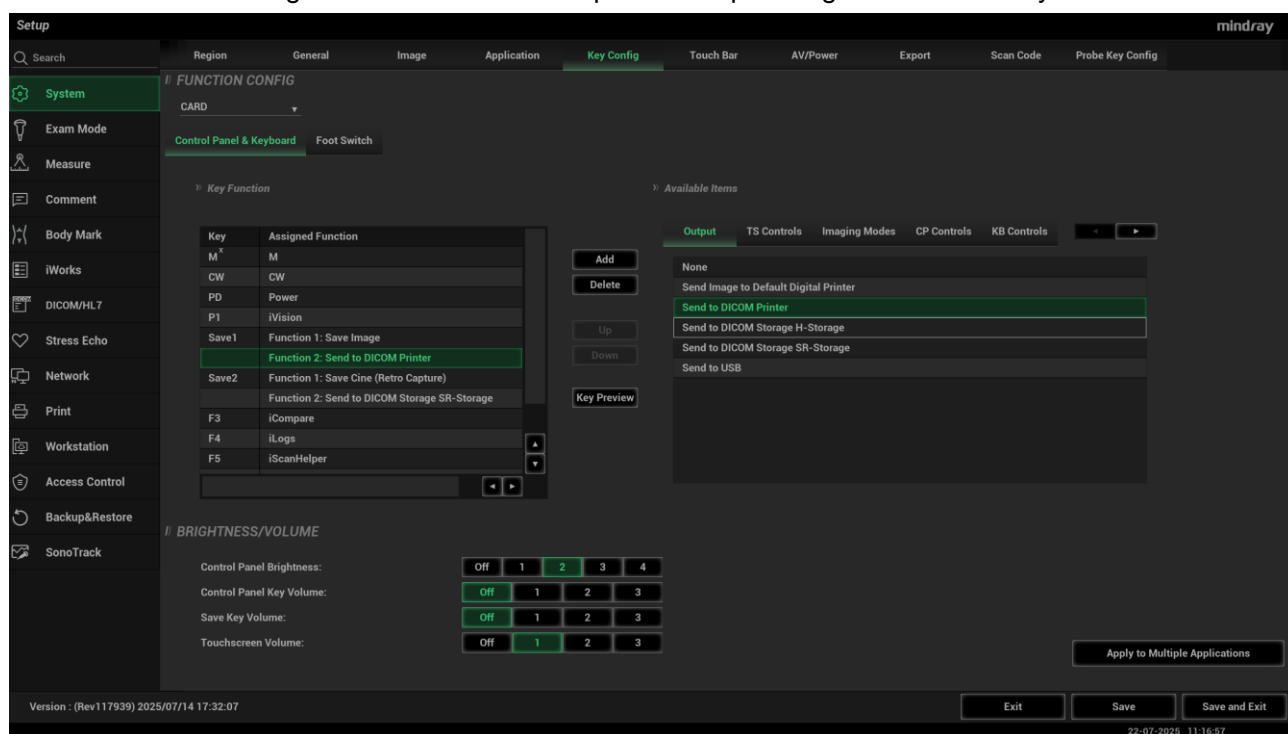 Setup
mindray
Search
Region General Image Application Key Config Touch Bar AV/Power Export Scan Code Probe Key Config
System
Exam Mode
Measure
Comment
Body Mark
iWorks
DICOM/HL7
Stress Echo
Network
Print
Workstation
Access Control
Backup&Restore
SonoTrack
FUNCTION CONFIG
CARD
Control Panel & Keyboard Foot Switch
Key Function
Key Assigned Function
M M
CW CW
PD Power
P1 iVision
Save1 Function 1: Save Image
Function 2: Send to DICOM Printer
Save2 Function 1: Save Cine (Retro Capture)
Function 2: Send to DICOM Storage SR-Storage
F3 iCompare
F4 iLogs
F5 iScanHelper
Add
Delete
Up
Down
Key Preview
Available Items
Output TS Controls Imaging Modes CP Controls KB Controls
None
Send Image to Default Digital Printer
Send to DICOM Printer
Send to DICOM Storage H-Storage
Send to DICOM Storage SR-Storage
Send to USB
BRIGHTNESS/VOLUME
Control Panel Brightness: Off 1 2 3 4
Control Panel Key Volume: Off 1 2 3
Save Key Volume: Off 1 2 3
Touchscreen Volume: Off 1 2 3
Apply to Multiple Applications
Version : (Rev117939) 2025/07/14 17:32:07
Exit Save Save and Exit
22-07-2025 11:16:57